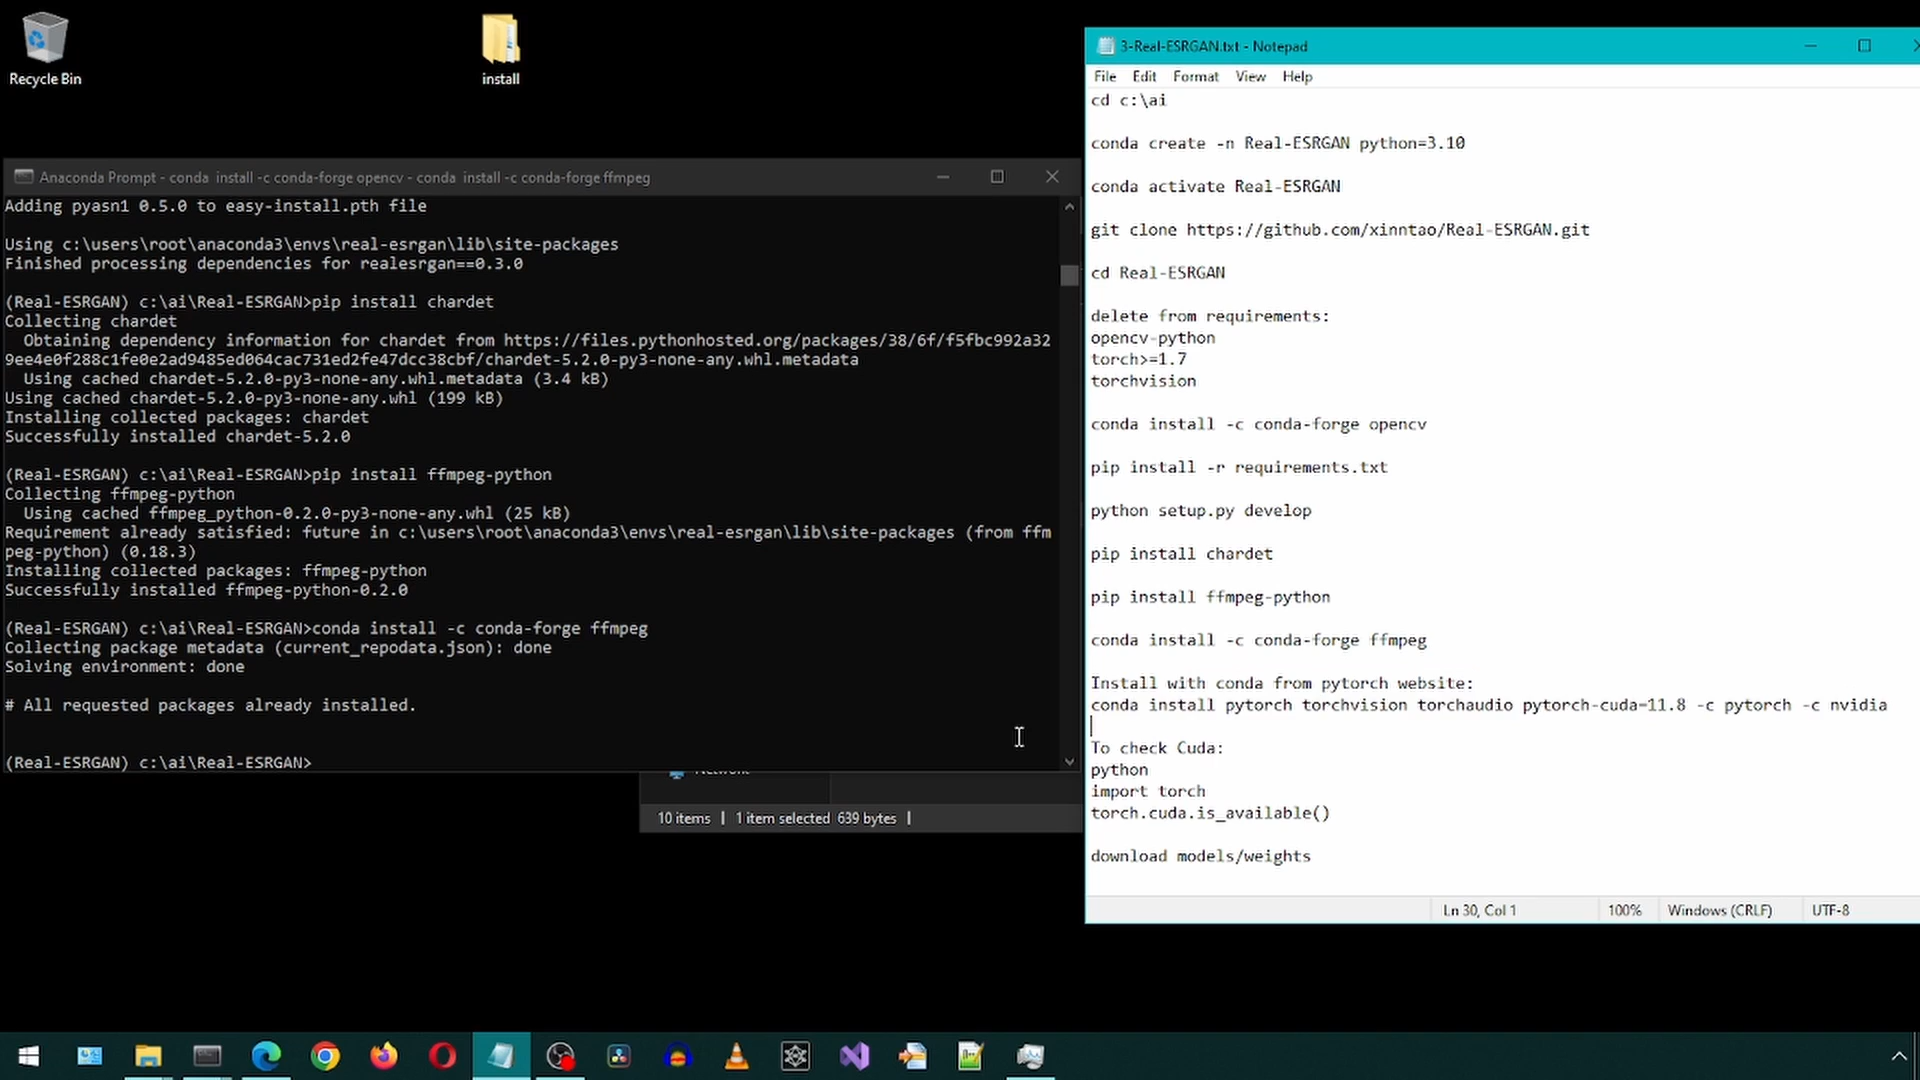 Recycle Bin
install
Anaconda Prompt - conda  install -c conda-forge opencv - conda  install -c conda-forge ffmpeg
Adding pyasn1 0.5.0 to easy-install.pth file
Using c:\users\root\anaconda3\envs\real-esrgan\lib\site-packages
Finished processing dependencies for realesrgan==0.3.0
(Real-ESRGAN) c:\ai\Real-ESRGAN>pip install chardet
Collecting chardet
  Obtaining dependency information for chardet from https://files.pythonhosted.org/packages/38/6f/f5fbc992a32
9ee4e0f288c1fe0e2ad9485ed064cac731ed2fe47dcc38cbf/chardet-5.2.0-py3-none-any.whl.metadata
  Using cached chardet-5.2.0-py3-none-any.whl.metadata (3.4 kB)
Using cached chardet-5.2.0-py3-none-any.whl (199 kB)
Installing collected packages: chardet
Successfully installed chardet-5.2.0
(Real-ESRGAN) c:\ai\Real-ESRGAN>pip install ffmpeg-python
Collecting ffmpeg-python
  Using cached ffmpeg_python-0.2.0-py3-none-any.whl (25 kB)
Requirement already satisfied: future in c:\users\root\anaconda3\envs\real-esrgan\lib\site-packages (from ffm
peg-python) (0.18.3)
Installing collected packages: ffmpeg-python
Successfully installed ffmpeg-python-0.2.0
(Real-ESRGAN) c:\ai\Real-ESRGAN>conda install -c conda-forge ffmpeg
Collecting package metadata (current_repodata.json): done
Solving environment: done
# All requested packages already installed.
(Real-ESRGAN) c:\ai\Real-ESRGAN>
Network
10 items | 1 item selected 639 bytes |
3-Real-ESRGAN.txt - Notepad
File Edit Format View Help
cd c:\ai
conda create -n Real-ESRGAN python=3.10
conda activate Real-ESRGAN
git clone https://github.com/xinntao/Real-ESRGAN.git
cd Real-ESRGAN
delete from requirements:
opencv-python
torch>=1.7
torchvision
conda install -c conda-forge opencv
pip install -r requirements.txt
python setup.py develop
pip install chardet
pip install ffmpeg-python
conda install -c conda-forge ffmpeg
Install with conda from pytorch website:
conda install pytorch torchvision torchaudio pytorch-cuda=11.8 -c pytorch -c nvidia
To check Cuda:
python
import torch
torch.cuda.is_available()
download models/weights
Ln 30, Col 1 100% Windows (CRLF) UTF-8